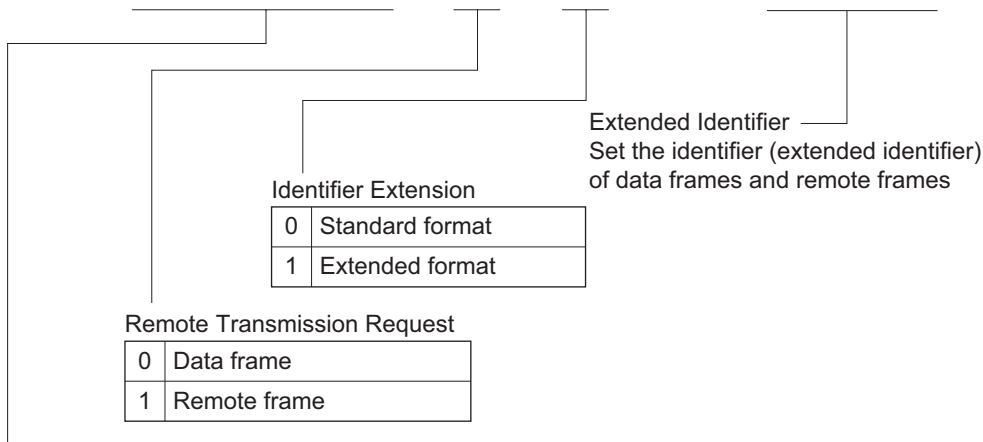 Extended Identifier
Set the identifier (extended identifier)
of data frames and remote frames
Identifier Extension
0 Standard format
1 Extended format
Remote Transmission Request
0 Data frame
1 Remote frame